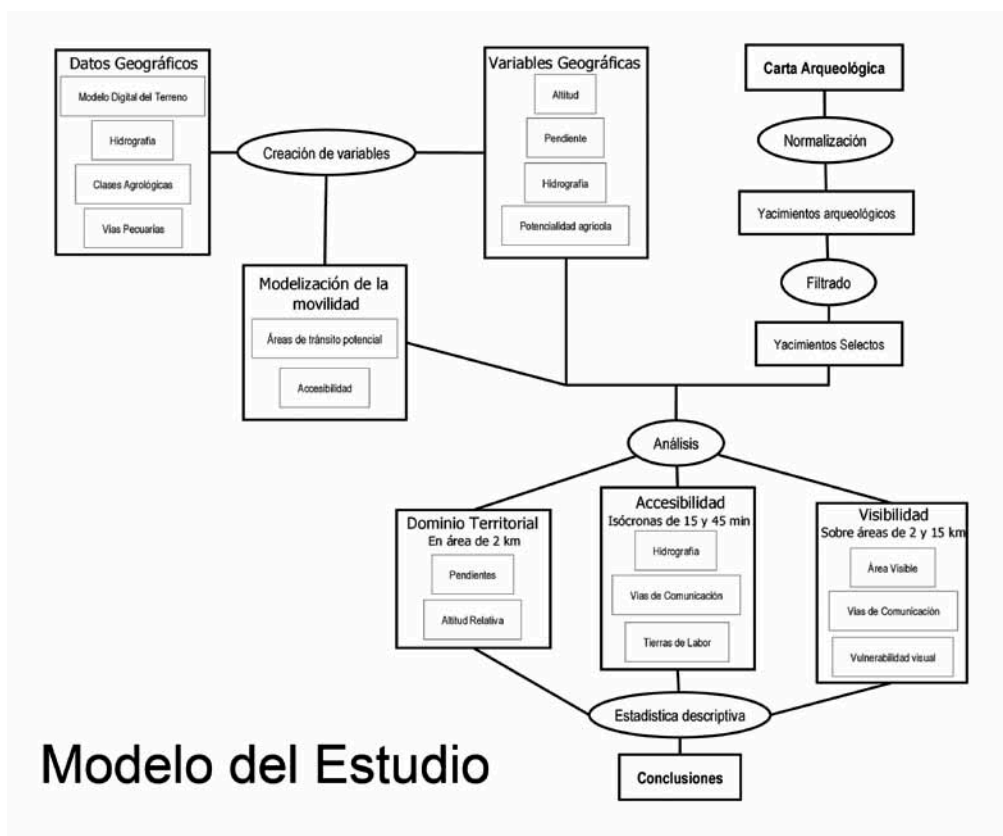 Datos Geográficos
Modelo Digital del Terreno
Hidrografía
Clases Agrológicas
Vías Pecuarias
Creación de variables
Variables Geográficas
Altitud
Pendiente
Hidrografía
Potencialidad agrícola
Carta Arqueológica
Normalización
Yacimientos arqueológicos
Filtrado
Yacimientos Selectos
Modelización de la
movilidad
Áreas de tránsito potencial
Accesibilidad
Análisis
Dominio Territorial
En área de 2 km
Pendientes
Altitud Relativa
Accesibilidad
Isócronas de 15 y 45 min
Hidrografía
Vías de Comunicación
Tierras de Labor
Visibilidad
Sobre áreas de 2 y 15 km
Área Visible
Vías de Comunicación
Vulnerabilidad visual
Estadística descriptiva
Conclusiones
Modelo del Estudio